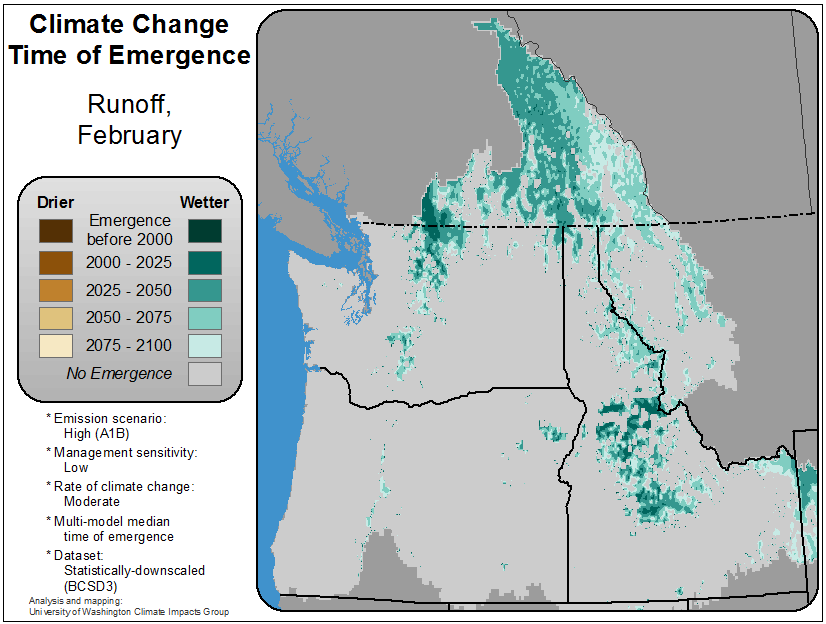 Climate Change
Time of Emergence
Runoff,
February
Drier Wetter
Emergence
before 2000
2000 - 2025
2025 - 2050
2050 - 2075
2075 - 2100
No Emergence
* Emission scenario:
High (A1B)
* Management sensitivity:
Low
* Rate of climate change:
Moderate
* Multi-model median
time of emergence
* Dataset:
Statistically-downscaled
(BCSD3)
Analysis and mapping:
University of Washington Climate Impacts Group